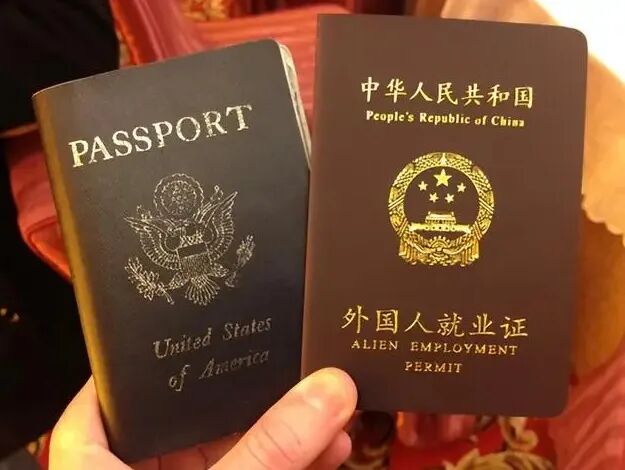 PASSPORT
United States
of America
中华人民共和国
People's Republic of China
外国人就业证
ALIEN EMPLOYMENT
PERMIT